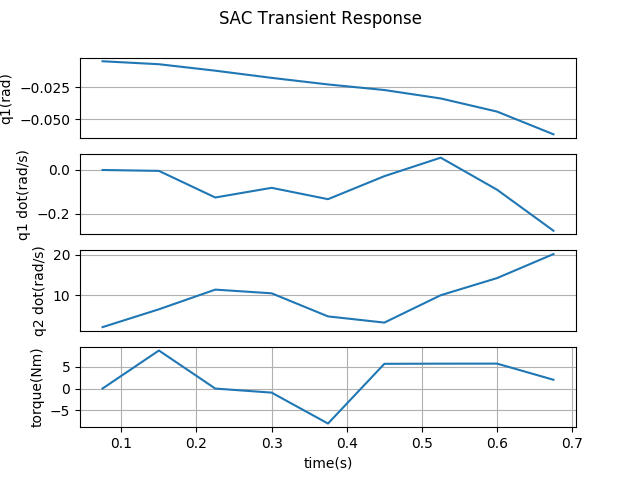 SAC Transient Response
q1(rad)
−0.025
−0.050
q1 dot(rad/s)
0.0
−0.2
q2 dot(rad/s)
20
10
torque(Nm)
5
0
−5
0.1 0.2 0.3 0.4 0.5 0.6 0.7
time(s)